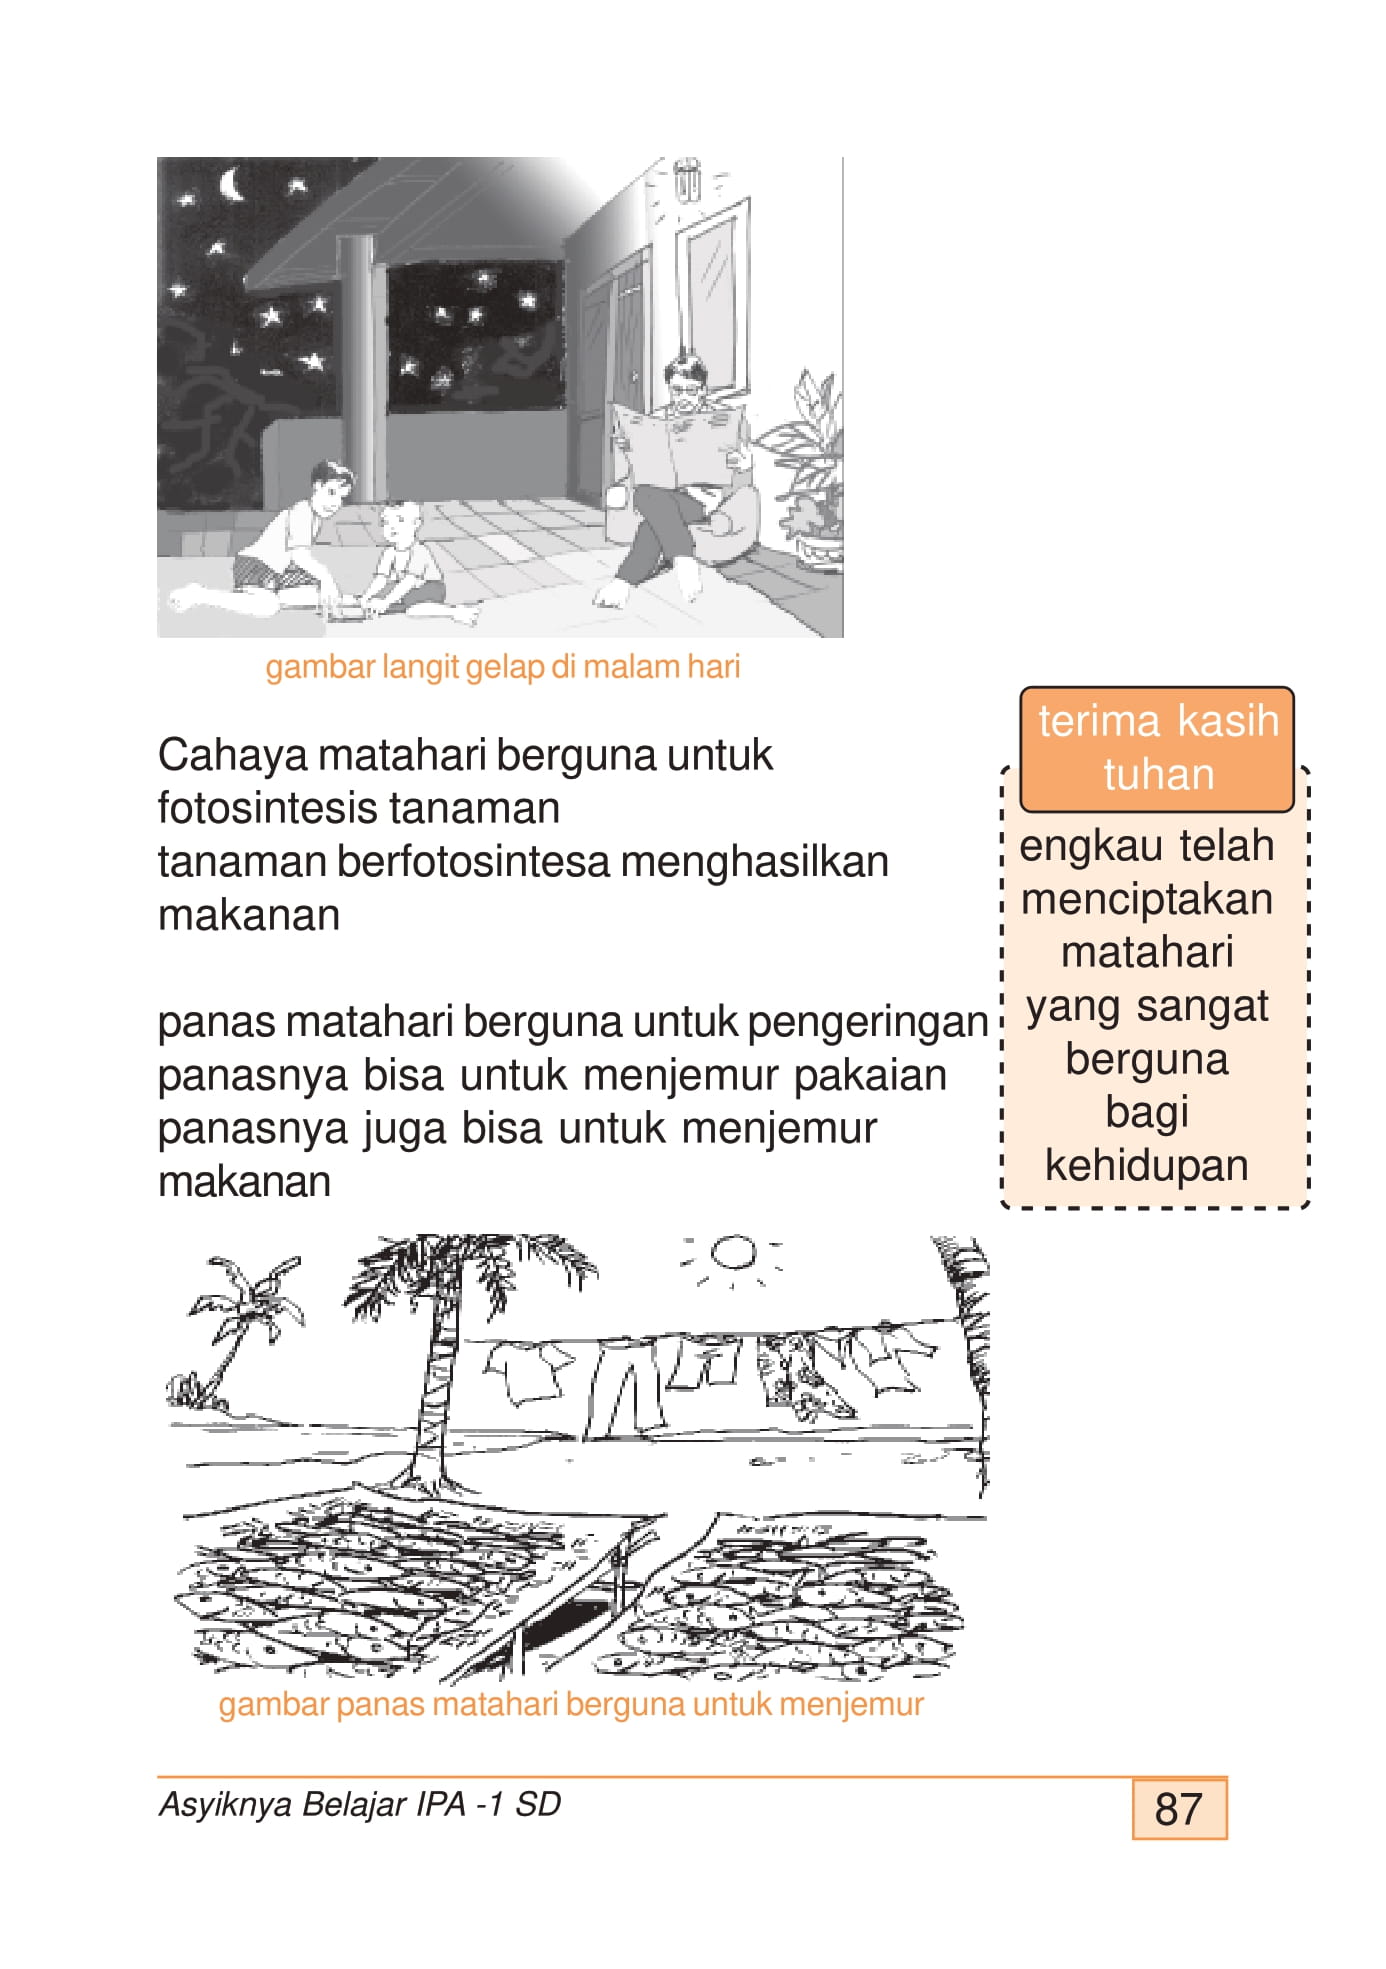 gambar langit gelap di malam hari
Cahaya matahari berguna untuk
fotosintesis tanaman
tanaman berfotosintesa menghasilkan
makanan
panas matahari berguna untuk pengeringan
panasnya bisa untuk menjemur pakaian
panasnya juga bisa untuk menjemur
makanan
terima kasih
tuhan
engkau telah
menciptakan
matahari
yang sangat
berguna
bagi
kehidupan
gambar panas matahari berguna untuk menjemur
Asyiknya Belajar IPA -1 SD
87